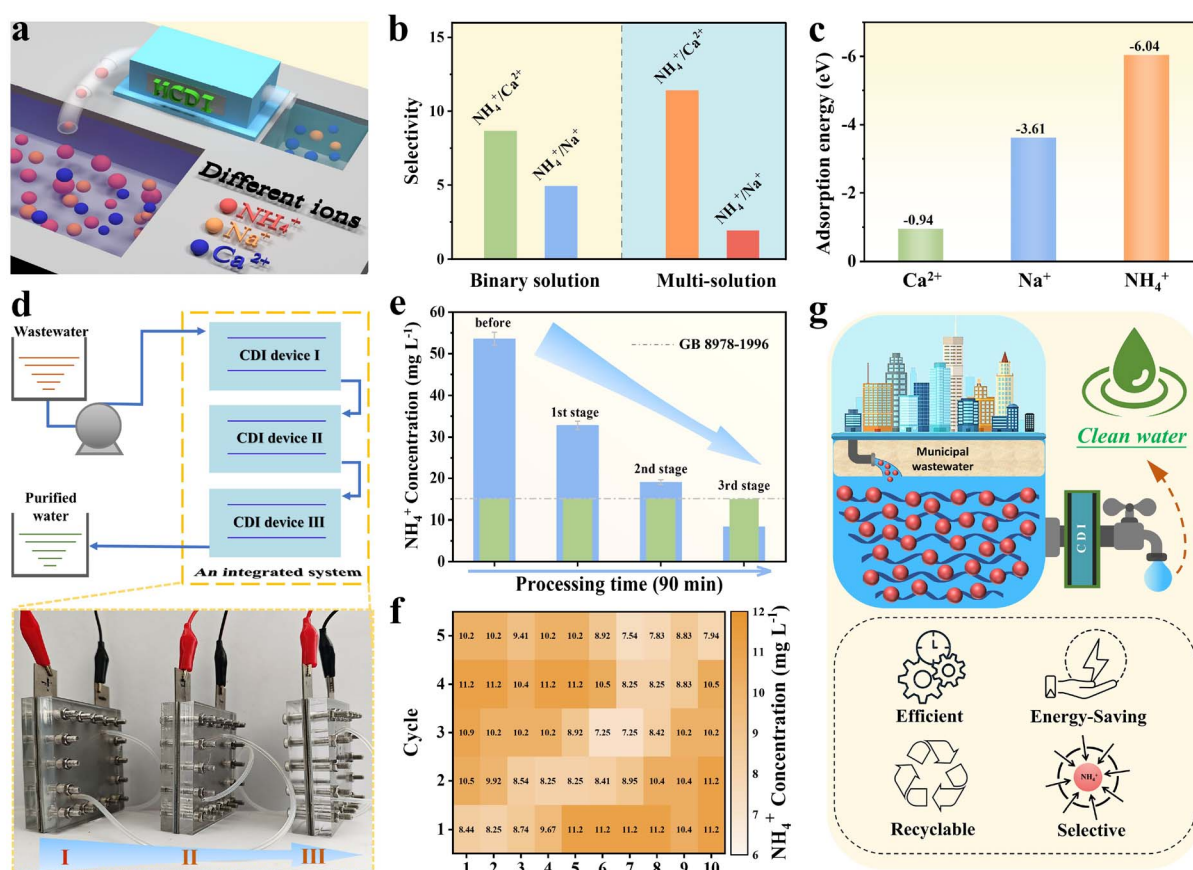 a
HCDI
Different ions
NH₄⁺
Na⁺
Ca²⁺
b
Selectivity
15
10
5
0
NH₄⁺/Ca²⁺
NH₄⁺/Na⁺
NH₄⁺/Ca²⁺
NH₄⁺/Na⁺
Binary solution
Multi-solution
c
Adsorption energy (eV)
-6
-4
-2
0
-0.94
-3.61
-6.04
Ca²⁺
Na⁺
NH₄⁺
d
Wastewater
CDI device I
CDI device II
CDI device III
Purified
water
An integrated system
I
II
III
e
NH₄⁺ Concentration (mg L⁻¹)
60
50
40
30
20
10
0
before
1st stage
2nd stage
3rd stage
GB 8978-1996
Processing time (90 min)
f
Cycle
5 10.2 10.2 9.41 10.2 10.2 8.92 7.54 7.83 8.83 7.94
4 11.2 11.2 10.4 11.2 11.2 10.5 8.25 8.25 8.83 10.5
3 10.9 10.2 10.2 10.2 8.92 7.25 7.25 8.42 10.2 10.2
2 10.5 9.92 8.54 8.25 8.25 8.41 8.95 10.4 10.4 11.2
1 8.44 8.25 8.74 9.67 11.2 11.2 11.2 11.2 10.4 11.2
1 2 3 4 5 6 7 8 9 10
12
11
10
9
8
7
6
NH₄⁺ Concentration (mg L⁻¹)
g
Municipal
wastewater
CDI
Clean water
Efficient
Energy-Saving
Recyclable
NH₄⁺
Selective